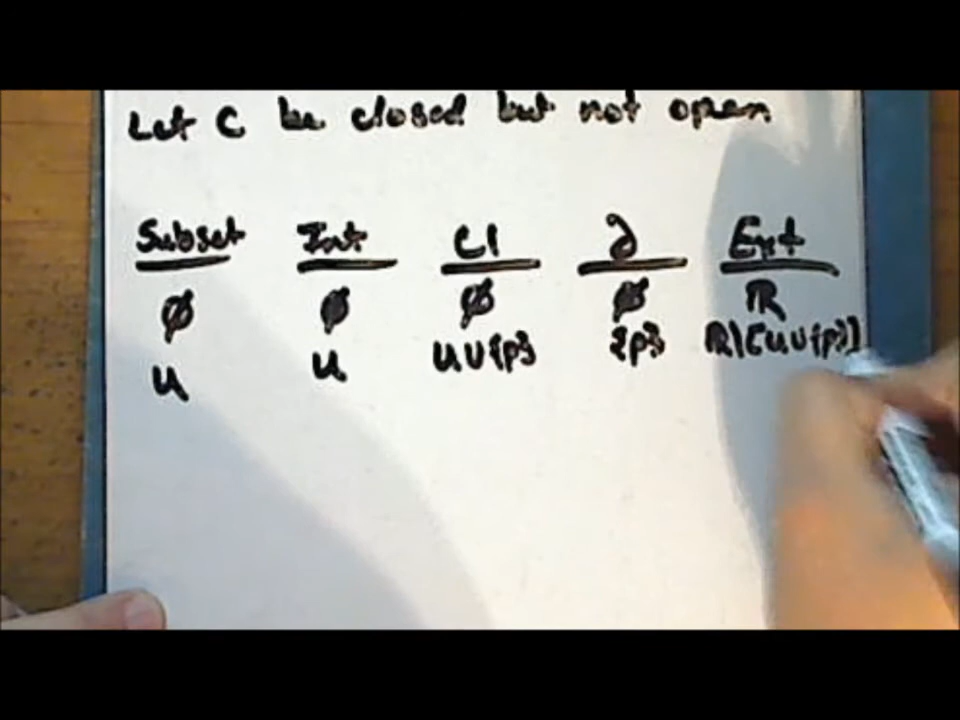 Let C be closed but not open
Subset Int Cl ∂ Ext
∅ ∅ ∅ ∅ ℝ
U U U∪{p} {p} ℝ\[U∪{p}]